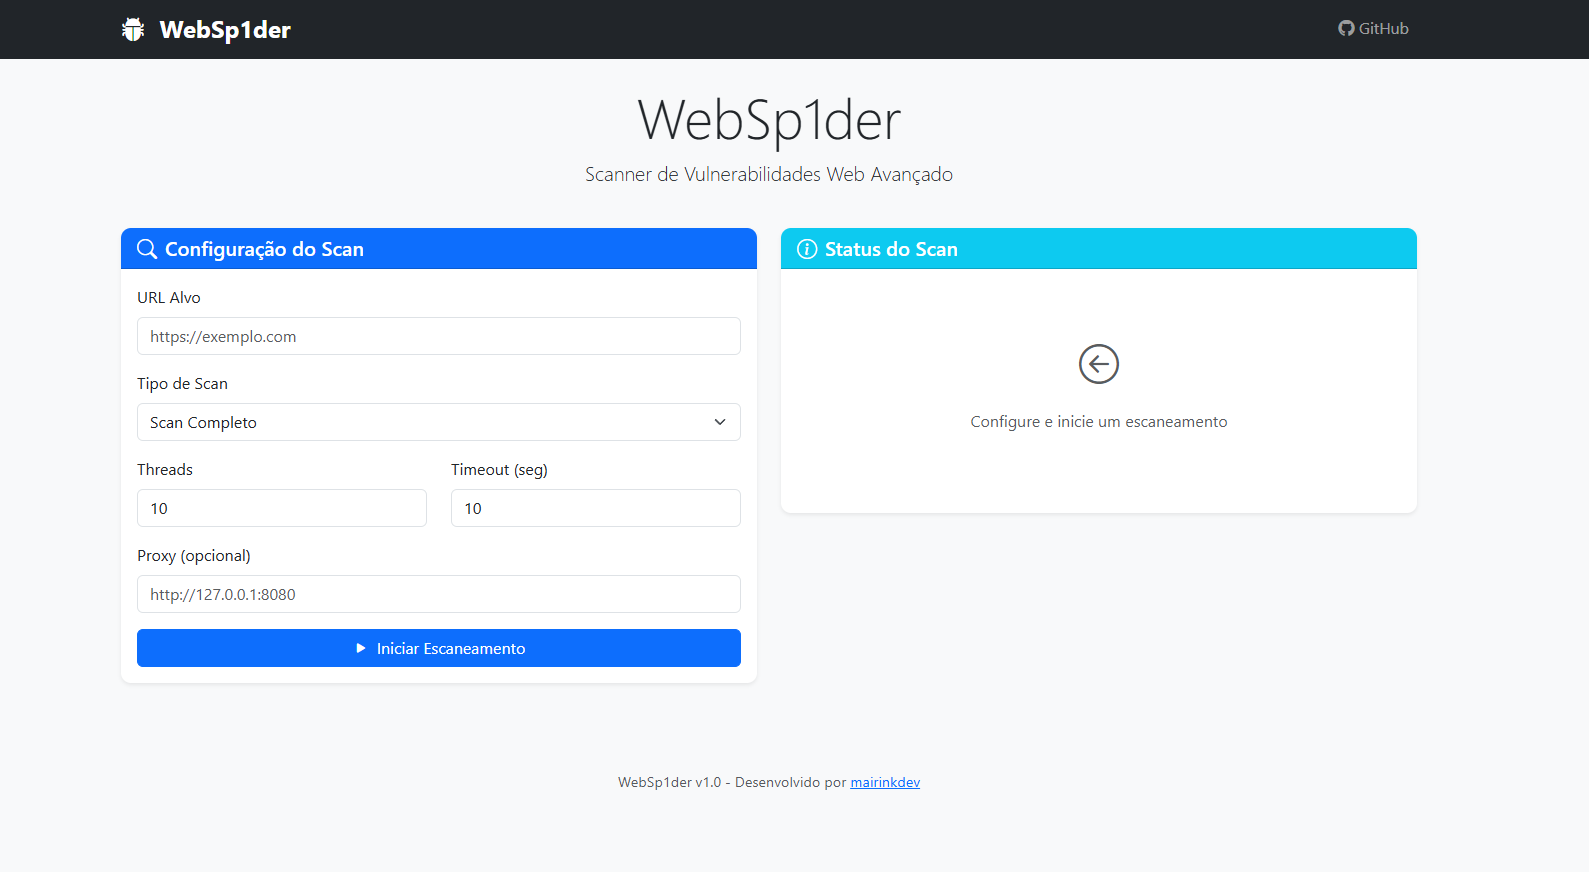 WebSp1der
GitHub
WebSp1der
Scanner de Vulnerabilidades Web Avançado
Configuração do Scan
URL Alvo
https://exemplo.com
Tipo de Scan
Scan Completo
Threads
Timeout (seg)
10
10
Proxy (opcional)
http://127.0.0.1:8080
Iniciar Escaneamento
Status do Scan
Configure e inicie um escaneamento
WebSp1der v1.0 - Desenvolvido por mairinkdev